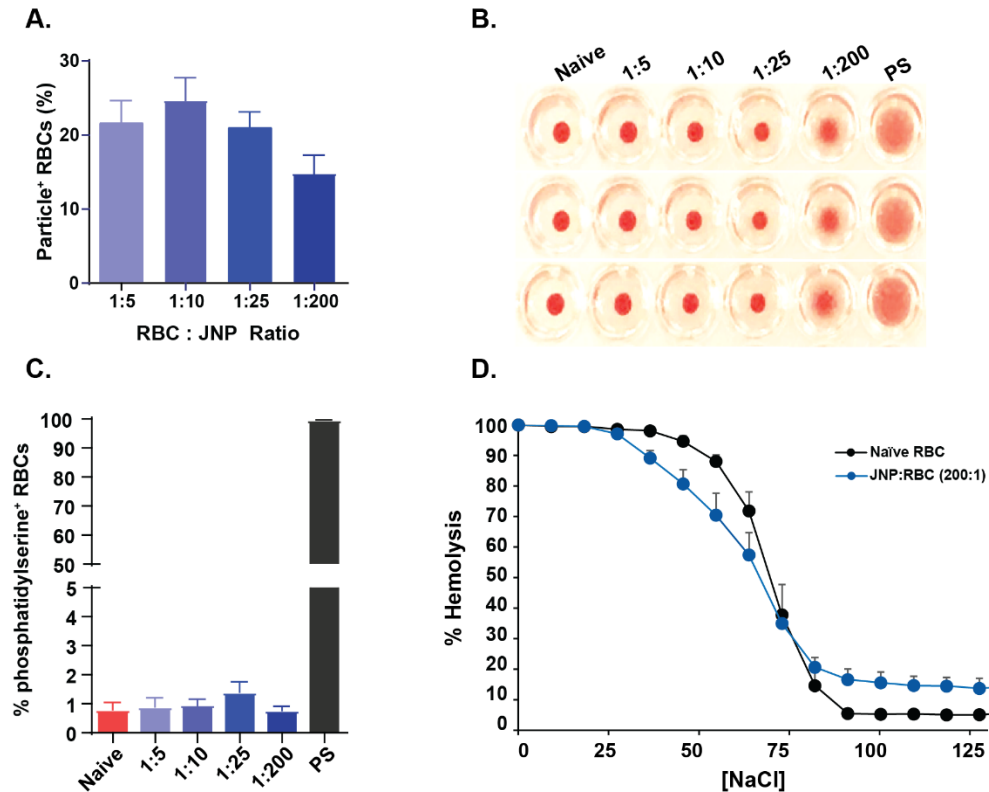 A.
Particle⁺ RBCs (%)
30
20
10
0
1:5 1:10 1:25 1:200
RBC : JNP Ratio
B.
Naive 1:5 1:10 1:25 1:200 PS
C.
% phosphatidylserine⁺ RBCs
100
90
80
70
60
50
5
4
3
2
1
0
Naive 1:5 1:10 1:25 1:200 PS
D.
% Hemolysis
100
90
80
70
60
50
40
30
20
10
0
0 25 50 75 100 125
[NaCl]
Naïve RBC
JNP:RBC (200:1)